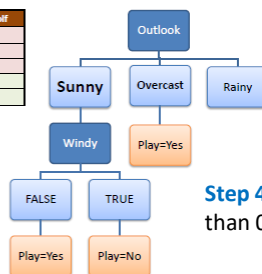 Outlook
Sunny Overcast Rainy
Windy Play=Yes
FALSE TRUE
Step 4
than 0
Play=Yes Play=No